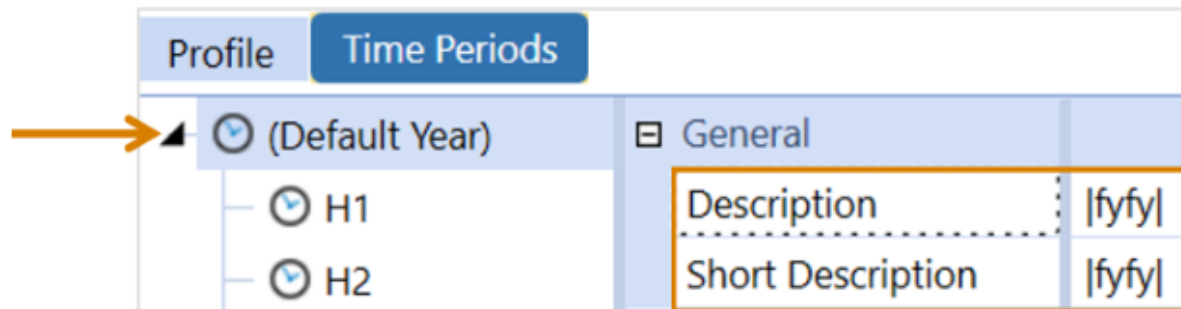 Profile Time Periods
(Default Year) General
H1 Description |fyfy|
H2 Short Description |fyfy|